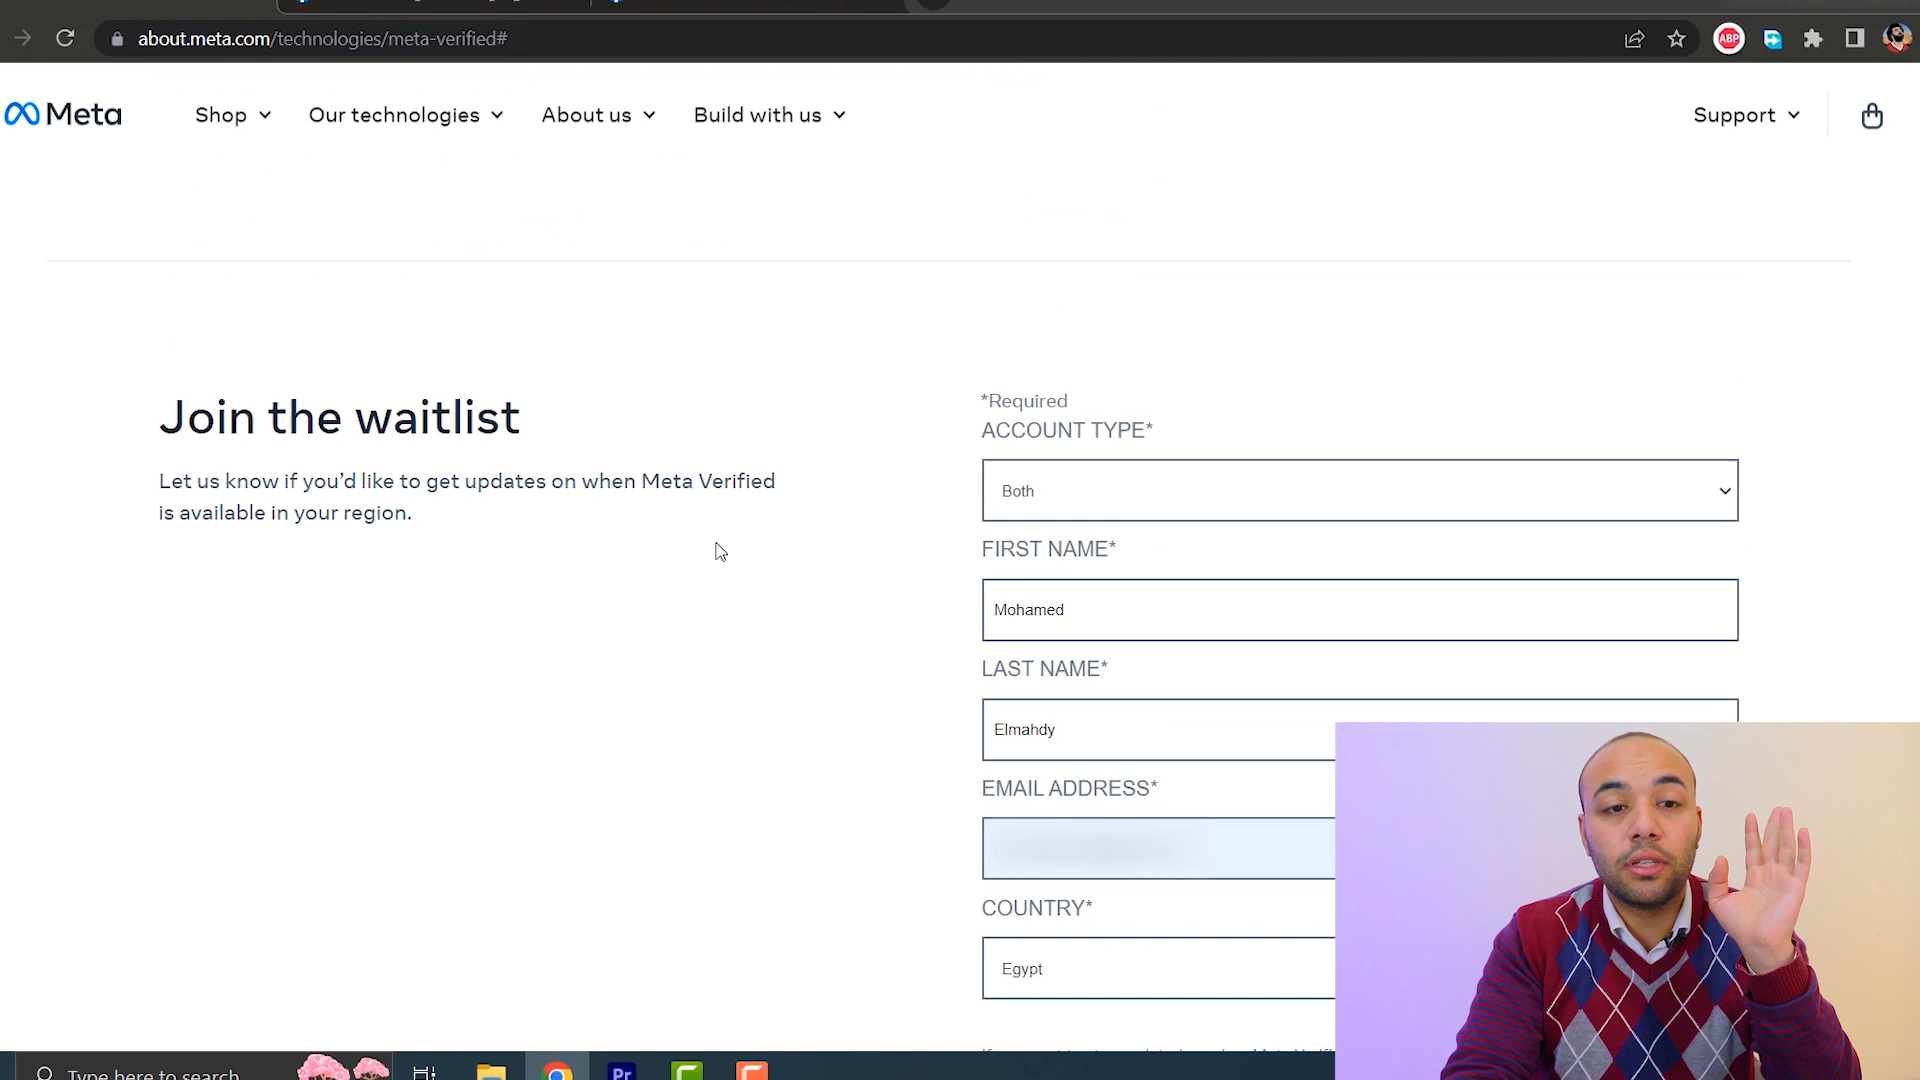 about.meta.com/technologies/meta-verified#
ABP
Meta
Shop
Our technologies
About us
Build with us
Support
Join the waitlist
Let us know if you’d like to get updates on when Meta Verified
is available in your region.
*Required
ACCOUNT TYPE*
Both
FIRST NAME*
Mohamed
LAST NAME*
Elmahdy
EMAIL ADDRESS*
COUNTRY*
Egypt
Type here to search
Pr